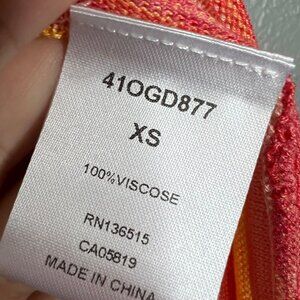 41OGD877
XS
100%VISCOSE
RN136515
CA05819
MADE IN CHINA